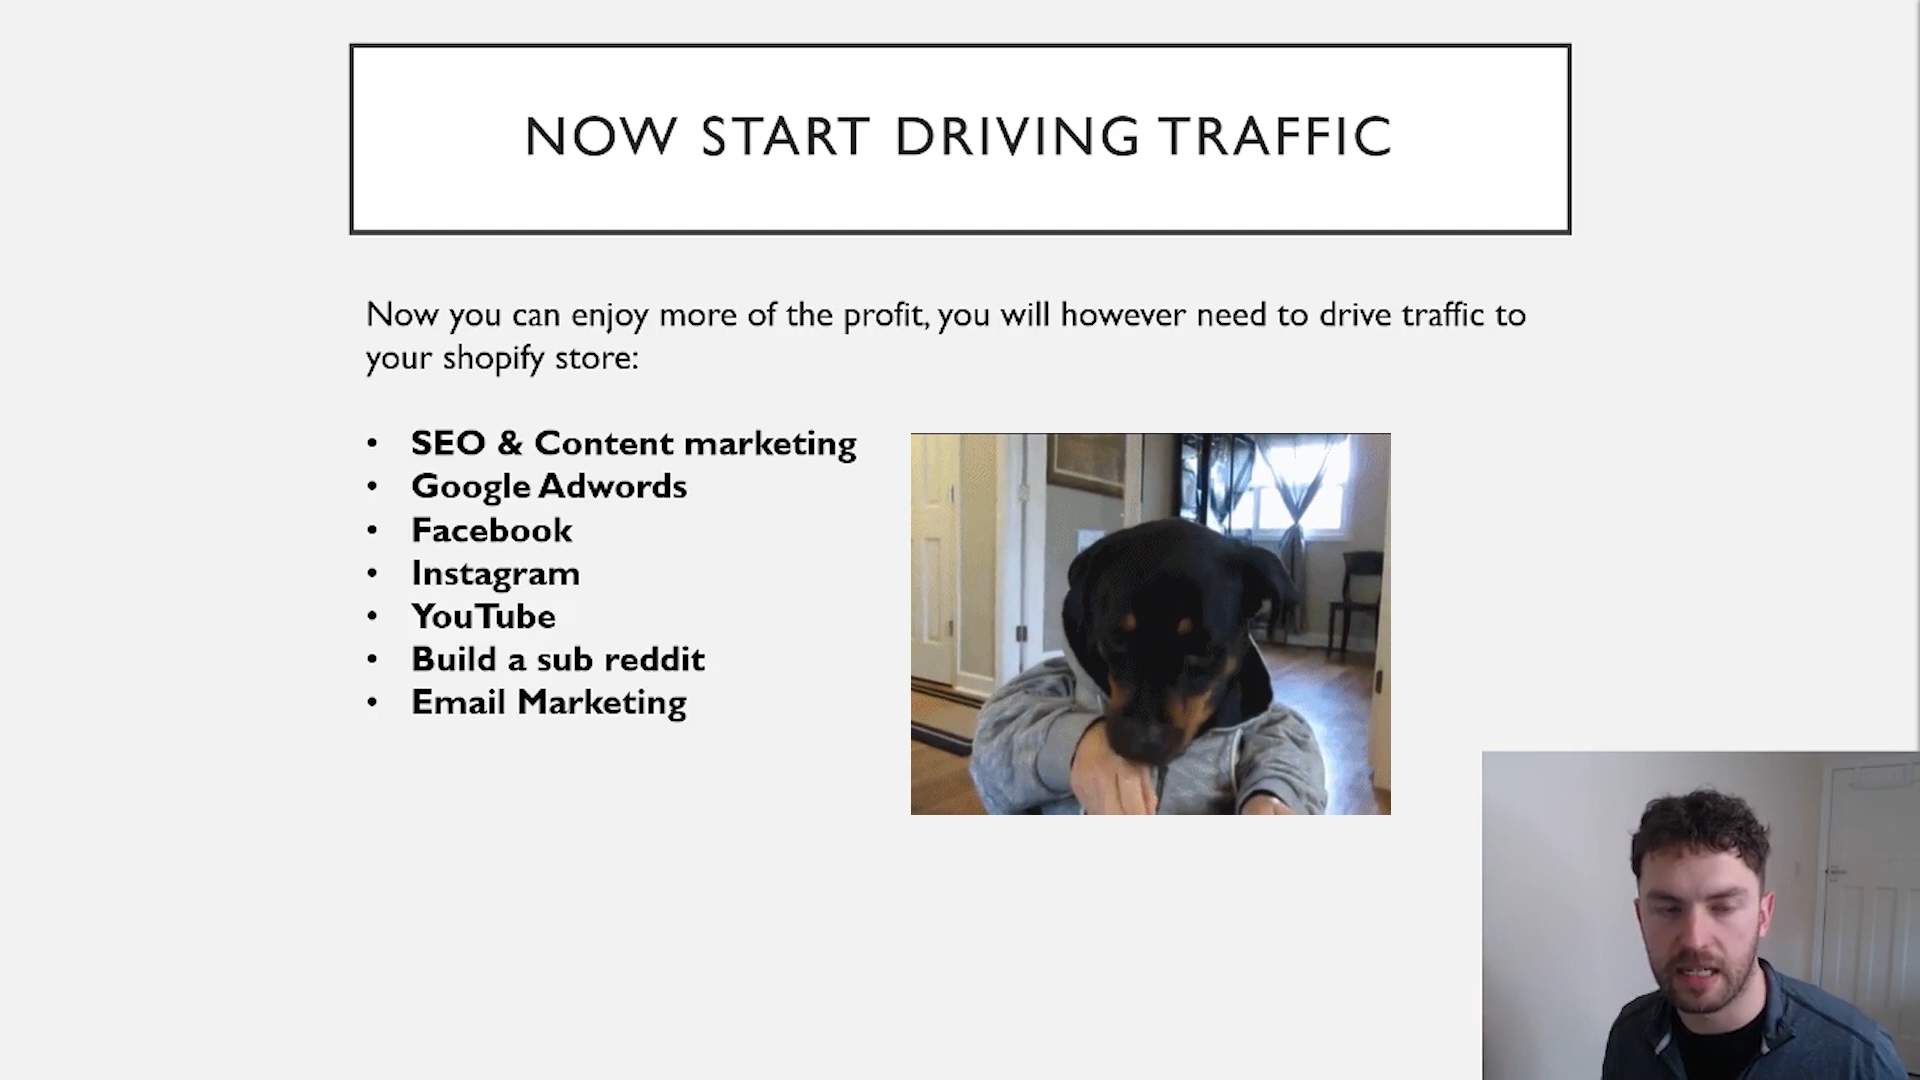 NOW START DRIVING TRAFFIC
Now you can enjoy more of the profit, you will however need to drive traffic to
your shopify store:
• SEO & Content marketing
• Google Adwords
• Facebook
• Instagram
• YouTube
• Build a sub reddit
• Email Marketing